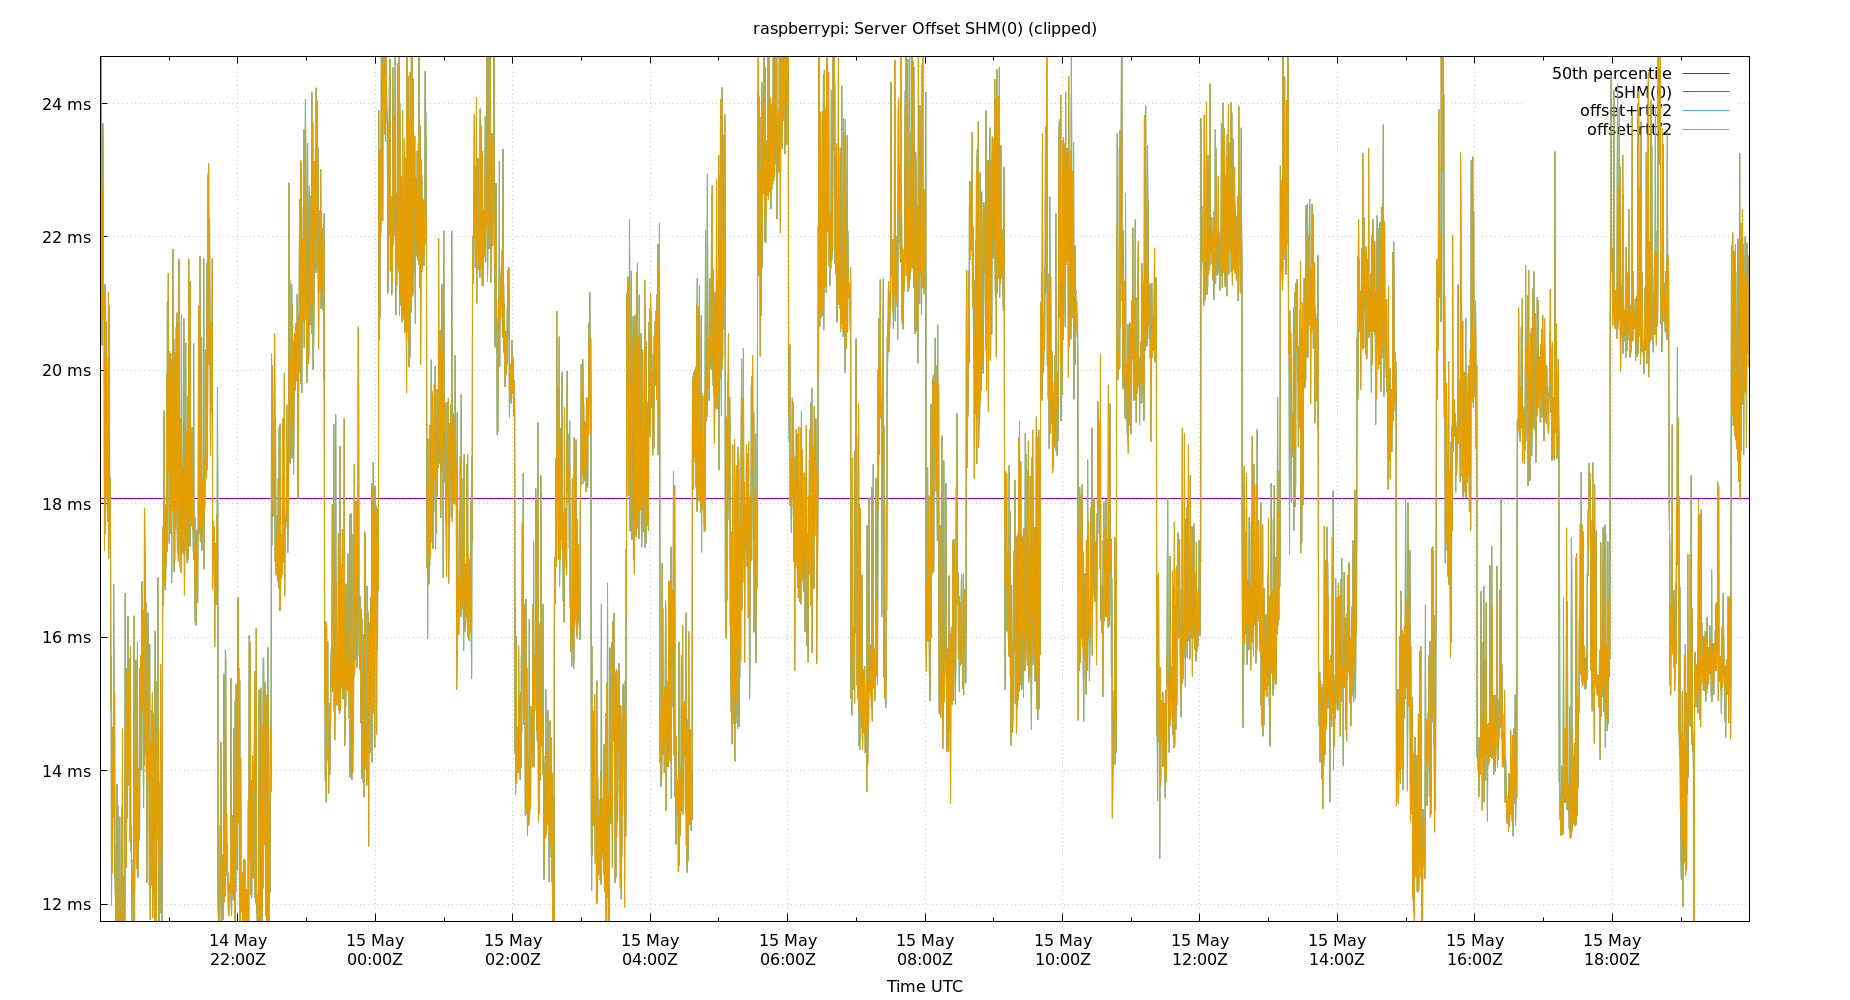 raspberrypi: Server Offset SHM(0) (clipped)
50th percentile
SHM(0)
offset+rtt/2
offset-rtt/2
24 ms
22 ms
20 ms
18 ms
16 ms
14 ms
12 ms
14 May 15 May 15 May 15 May 15 May 15 May 15 May 15 May 15 May 15 May 15 May
22:00Z 00:00Z 02:00Z 04:00Z 06:00Z 08:00Z 10:00Z 12:00Z 14:00Z 16:00Z 18:00Z
Time UTC